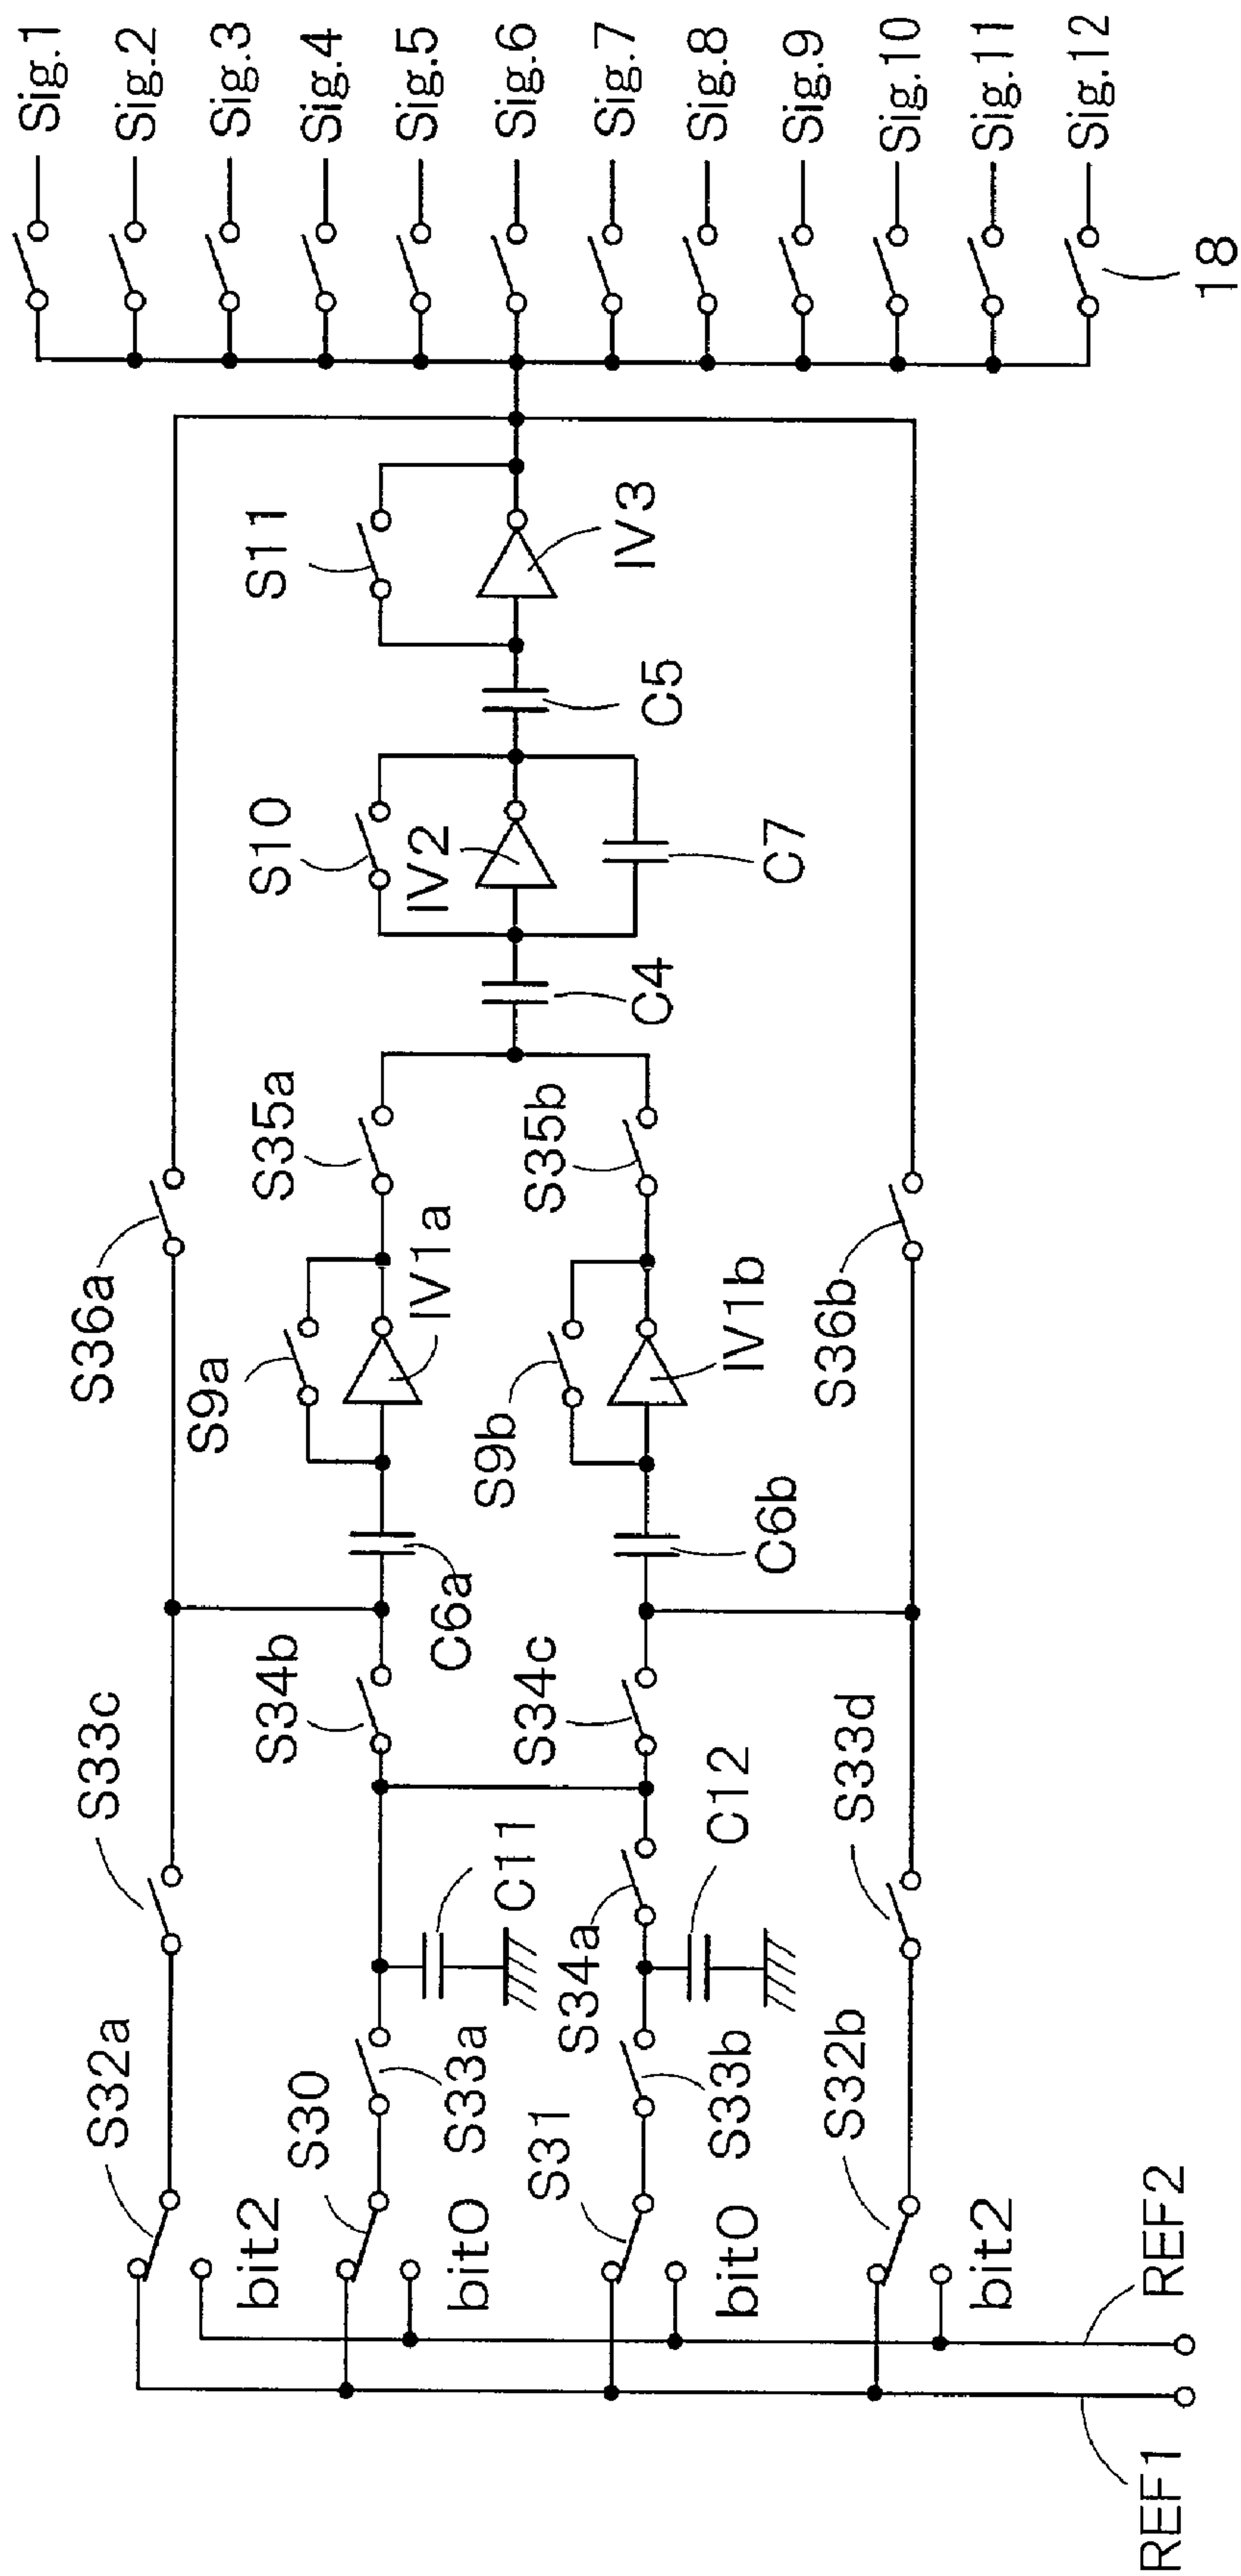 Sig.1
Sig.2
Sig.3
Sig.4
Sig.5
Sig.6
Sig.7
Sig.8
Sig.9
Sig.10
Sig.11
Sig.12
18
S11
IV3
C5
S10
IV2
C7
C4
S35a
S35b
S36a
S9a
IV1a
S9b
IV1b
S36b
C6a
C6b
S33c
S34b
S34c
C11
C12
S33d
S34a
S32a
S30
S33a
S31
S33b
S32b
bit2
bit0
bit0
bit2
REF2
REF1